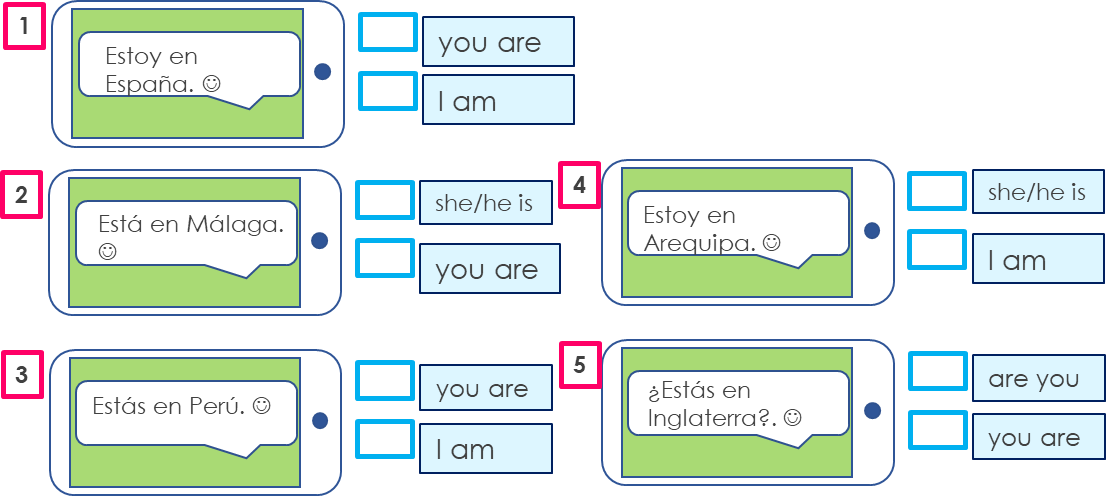 1
Estoy en
España. ☺
you are
I am
2
Está en Málaga.
☺
she/he is
you are
3
Estás en Perú. ☺
you are
I am
4
Estoy en
Arequipa. ☺
she/he is
I am
5
¿Estás en
Inglaterra?. ☺
are you
you are